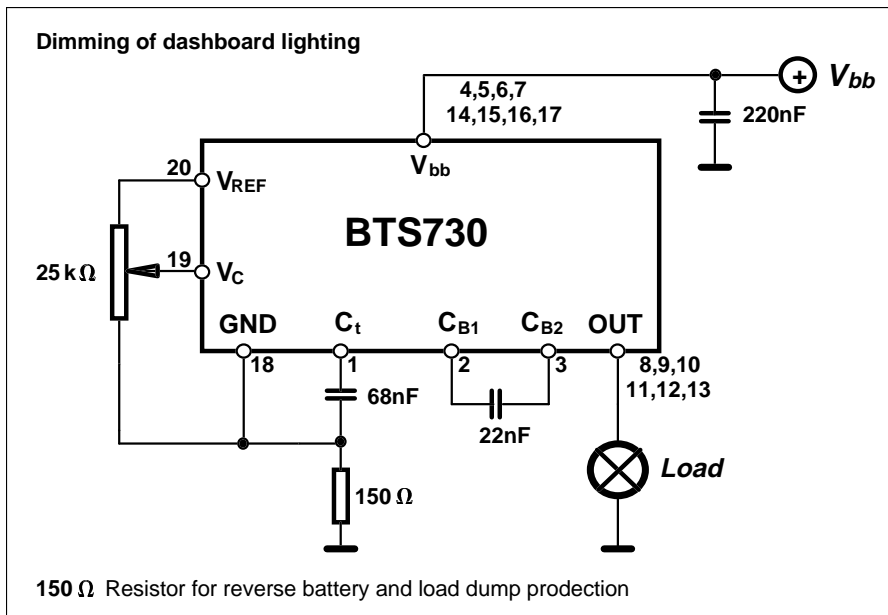 Dimming of dashboard lighting
Vbb
4,5,6,7
14,15,16,17
220nF
Vbb
20
VREF
BTS730
25 kΩ
19
VC
GND
Ct
CB1
CB2
OUT
18
1
2
3
8,9,10
11,12,13
68nF
22nF
Load
150 Ω
150 Ω Resistor for reverse battery and load dump prodection